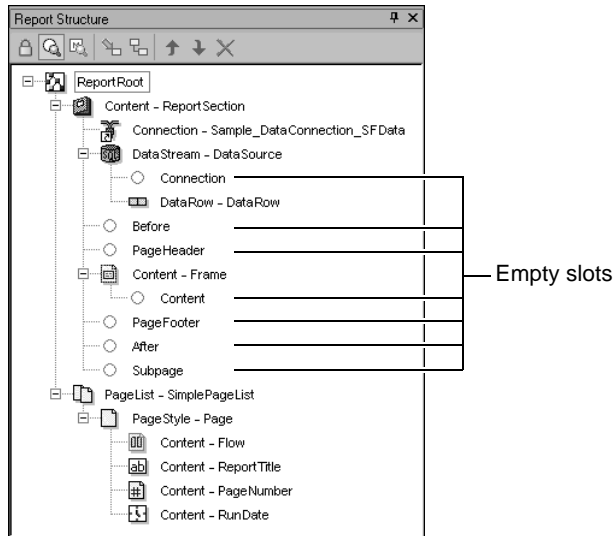 Report Structure
ReportRoot
Content - ReportSection
Connection - Sample_DataConnection_SFData
DataStream - DataSource
Connection
DataRow - DataRow
Before
PageHeader
Content - Frame
Content
PageFooter
After
Subpage
Empty slots
PageList - SimplePageList
PageStyle - Page
Content - Flow
Content - ReportTitle
Content - PageNumber
Content - RunDate